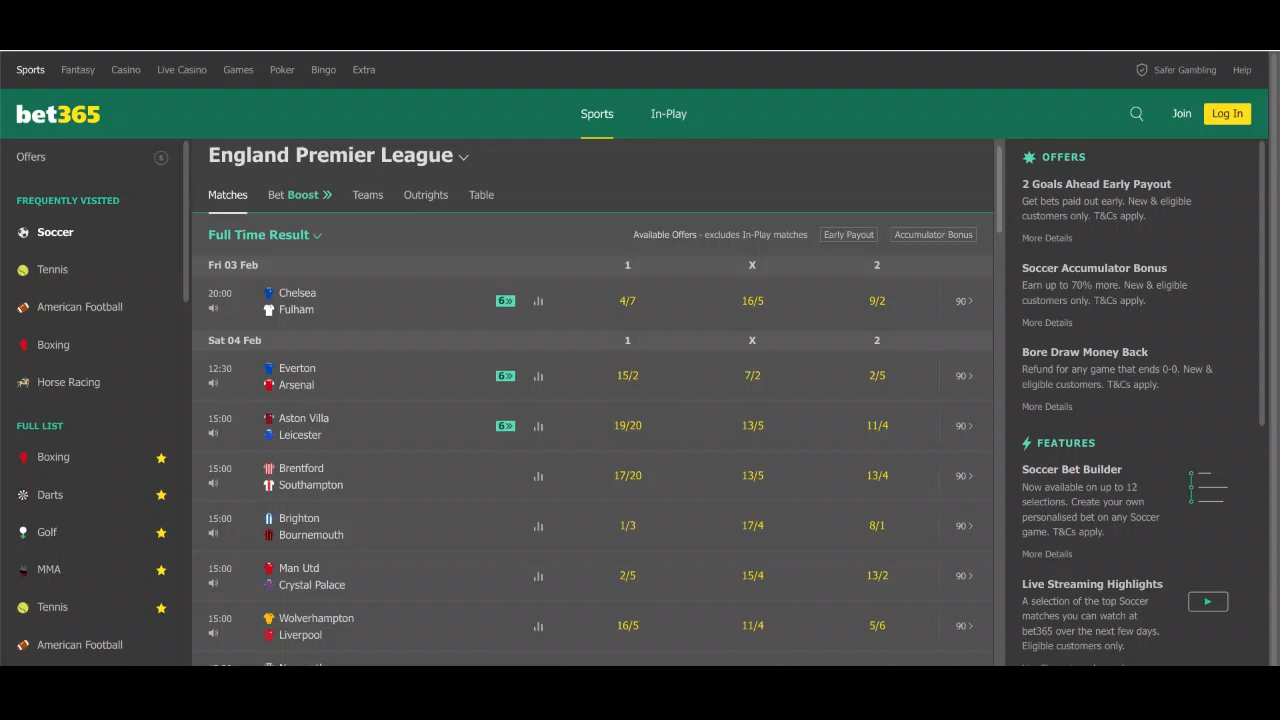 Sports Fantasy Casino Live Casino Games Poker Bingo Extra Safer Gambling Help
bet365 Sports In-Play Join Log In
Offers S
FREQUENTLY VISITED
Soccer
Tennis
American Football
Boxing
Horse Racing
FULL LIST
Boxing
Darts
Golf
MMA
Tennis
American Football
England Premier League
Matches Bet Boost Teams Outrights Table
Full Time Result Available Offers - excludes In-Play matches Early Payout Accumulator Bonus
Fri 03 Feb 1 X 2
20:00 Chelsea
Fulham
6 4/7 16/5 9/2 90
Sat 04 Feb 1 X 2
12:30 Everton
Arsenal
6 15/2 7/2 2/5 90
15:00 Aston Villa
Leicester
6 19/20 13/5 11/4 90
15:00 Brentford
Southampton
17/20 13/5 13/4 90
15:00 Brighton
Bournemouth
1/3 17/4 8/1 90
15:00 Man Utd
Crystal Palace
2/5 15/4 13/2 90
15:00 Wolverhampton
Liverpool
16/5 11/4 5/6 90
OFFERS
2 Goals Ahead Early Payout
Get bets paid out early. New & eligible
customers only. T&Cs apply.
More Details
Soccer Accumulator Bonus
Earn up to 70% more. New & eligible
customers only. T&Cs apply.
More Details
Bore Draw Money Back
Refund for any game that ends 0-0. New &
eligible customers. T&Cs apply.
More Details
FEATURES
Soccer Bet Builder
Now available on up to 12
selections. Create your own
personalised bet on any Soccer
game. T&Cs apply.
More Details
Live Streaming Highlights
A selection of the top Soccer
matches you can watch at
bet365 over the next few days.
Eligible customers only.